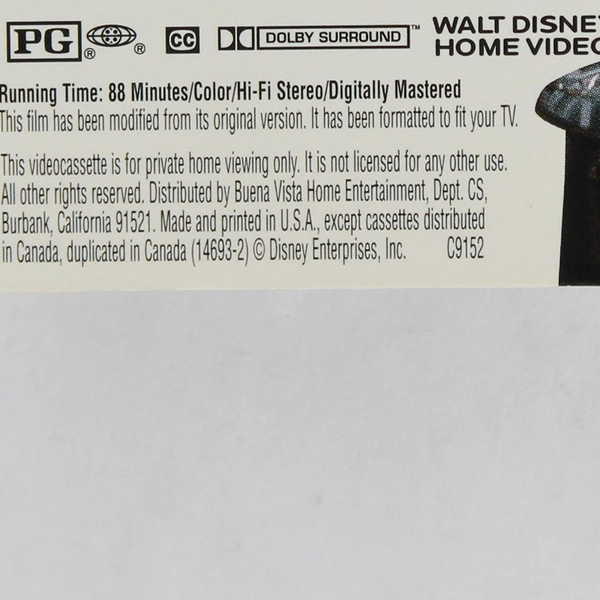 PG ® ® CC DOLBY SURROUND ™ WALT DISNEY
HOME VIDEO
Running Time: 88 Minutes/Color/Hi-Fi Stereo/Digitally Mastered
This film has been modified from its original version. It has been formatted to fit your TV.
This videocassette is for private home viewing only. It is not licensed for any other use.
All other rights reserved. Distributed by Buena Vista Home Entertainment, Dept. CS,
Burbank, California 91521. Made and printed in U.S.A., except cassettes distributed
in Canada, duplicated in Canada (14693-2) © Disney Enterprises, Inc. C9152